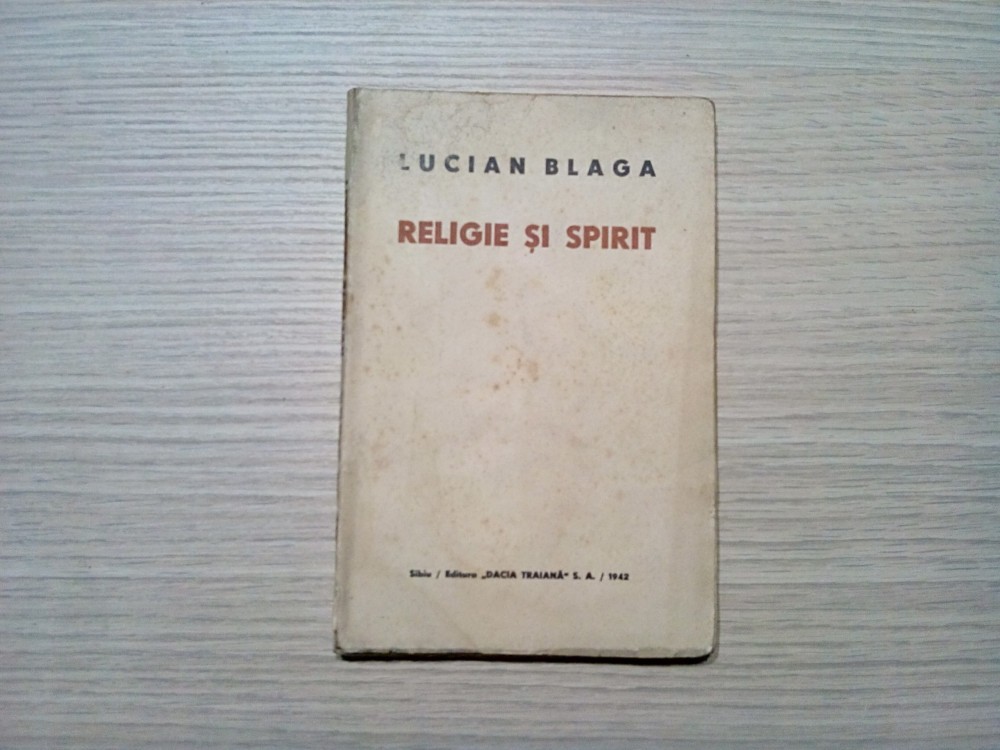 LUCIAN BLAGA
RELIGIE ȘI SPIRIT
Sibiu / Editura „DACIA TRAIANĂ" S. A. / 1942